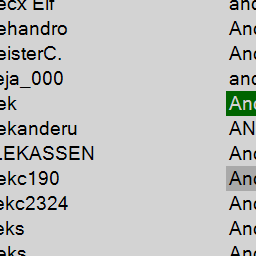 ecx Elf and
ehandro And
eisterC. And
eja_000 and
ek And
ekanderu AN
LEKASSEN And
ekc190 And
ekc2324 And
eks And
eks And